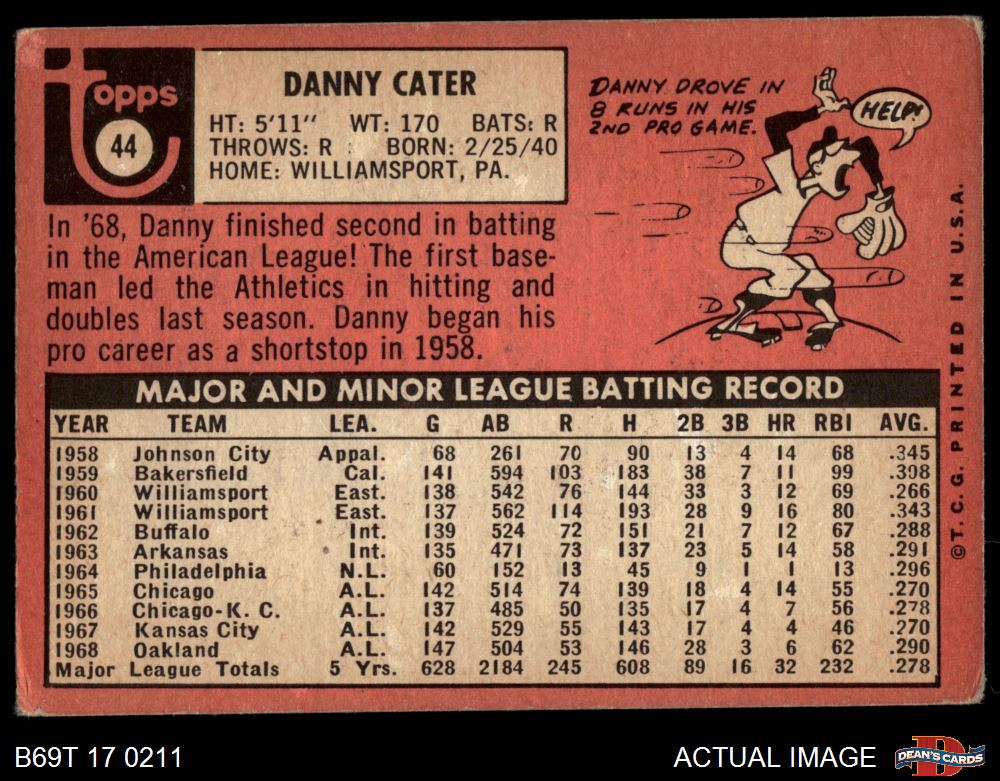 Topps
44
DANNY CATER
HT: 5'11" WT: 170 BATS: R
THROWS: R BORN: 2/25/40
HOME: WILLIAMSPORT, PA.
DANNY DROVE IN
8 RUNS IN HIS
2ND PRO GAME.
HELP!
In '68, Danny finished second in batting
in the American League! The first base-
man led the Athletics in hitting and
doubles last season. Danny began his
pro career as a shortstop in 1958.
MAJOR AND MINOR LEAGUE BATTING RECORD
YEAR TEAM LEA. G AB R H 2B 3B HR RBI AVG.
1958 Johnson City Appal. 68 261 70 90 13 4 14 68 .345
1959 Bakersfield Cal. 141 594 103 183 38 7 11 99 .308
1960 Williamsport East. 138 542 76 144 33 3 12 69 .266
1961 Williamsport East. 137 562 114 193 28 9 16 80 .343
1962 Buffalo Int. 139 524 72 151 21 7 12 67 .288
1963 Arkansas Int. 135 471 73 137 23 5 14 58 .291
1964 Philadelphia N.L. 60 152 13 45 9 1 1 13 .296
1965 Chicago A.L. 142 514 74 139 18 4 14 55 .270
1966 Chicago-K. C. A.L. 137 485 50 135 17 4 7 56 .278
1967 Kansas City A.L. 142 529 55 143 17 4 4 46 .270
1968 Oakland A.L. 147 504 53 146 28 3 6 62 .290
Major League Totals 5 Yrs. 628 2184 245 608 89 16 32 232 .278
©T. C. G. PRINTED IN U.S.A.
B69T 17 0211
ACTUAL IMAGE
D
DEAN'S CARDS